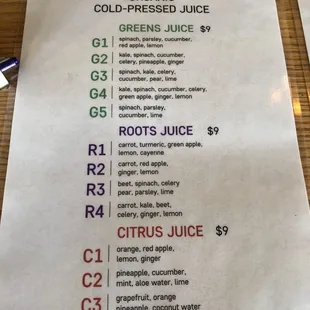 COLD-PRESSED JUICE
GREENS JUICE $9
G1 spinach, parsley, cucumber,
red apple, lemon
G2 kale, spinach, cucumber,
celery, pineapple, ginger
G3 spinach, kale, celery,
cucumber, pear, lime
G4 kale, spinach, cucumber, celery,
green apple, ginger, lemon
G5 spinach, parsley,
cucumber, lime
ROOTS JUICE $9
R1 carrot, turmeric, green apple,
lemon, cayenne
R2 carrot, red apple,
ginger, lemon
R3 beet, spinach, celery
pear, parsley, lime
R4 carrot, kale, beet,
celery, ginger, lemon
CITRUS JUICE $9
C1 orange, red apple,
lemon, ginger
C2 pineapple, cucumber,
mint, aloe water, lime
C3 grapefruit, orange
pineapple, coconut water